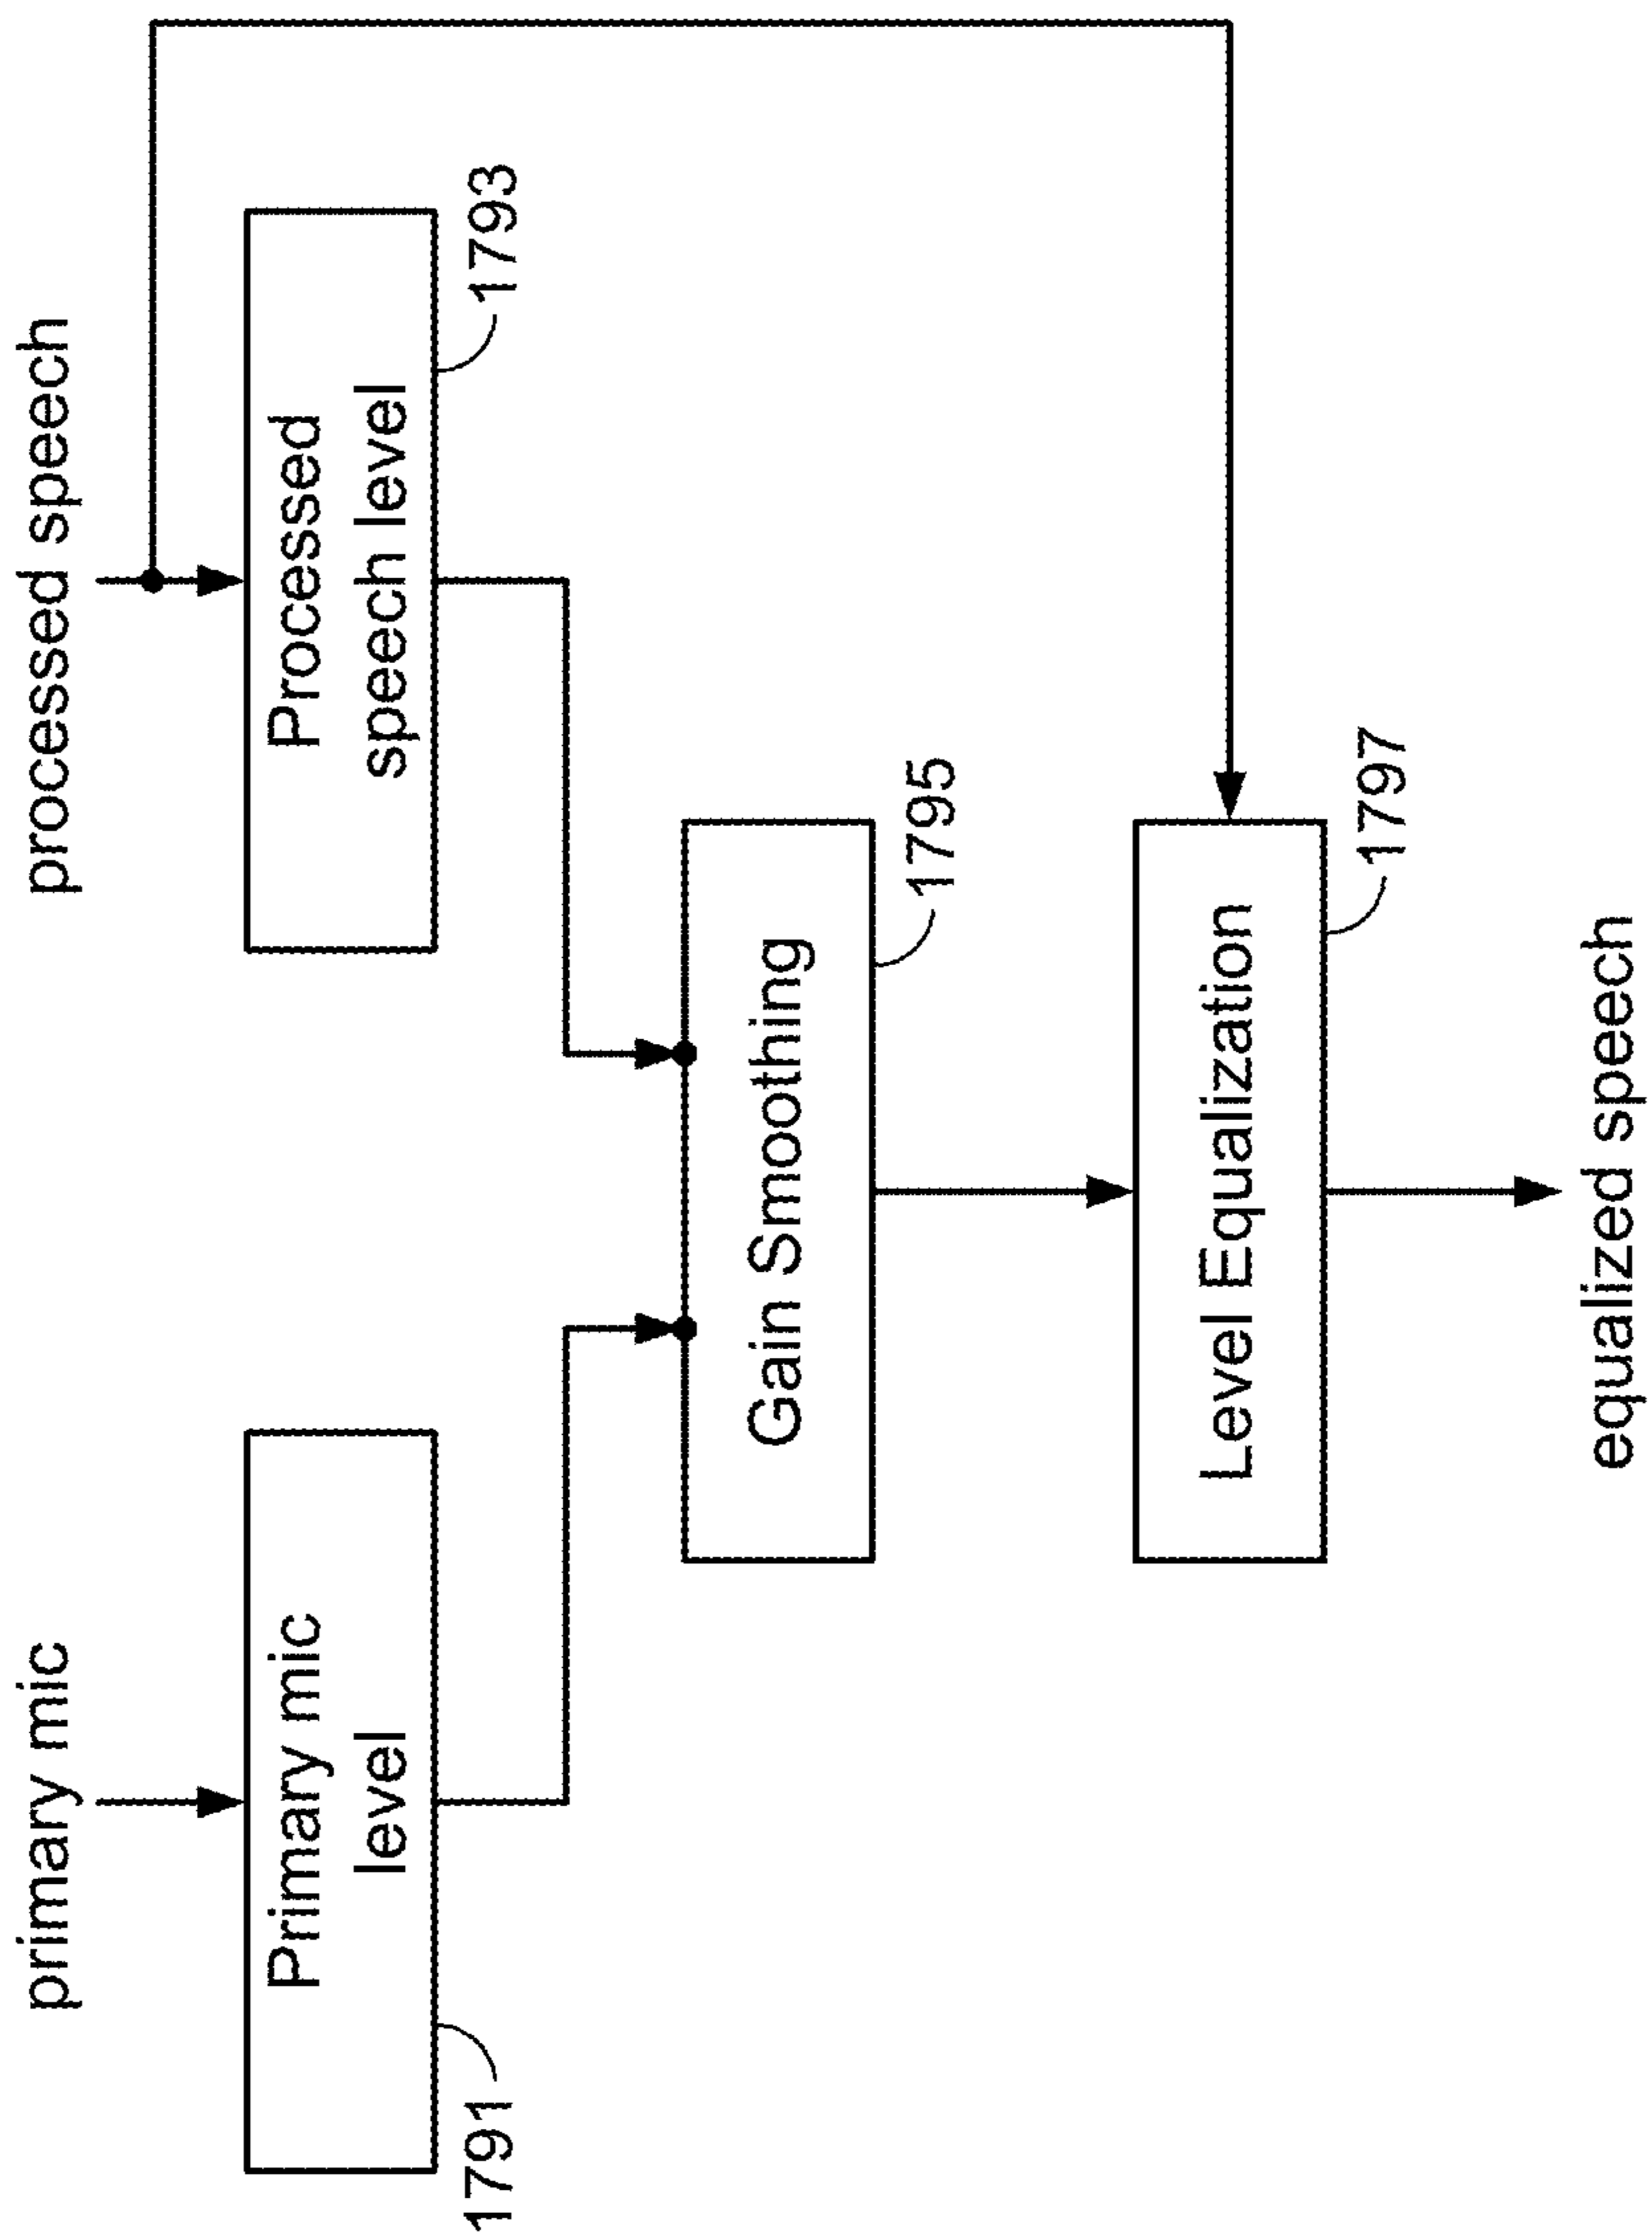 primary mic
processed speech
Primary mic
level
1791
Processed
speech level
1793
Gain Smoothing
1795
Level Equalization
1797
equalized speech